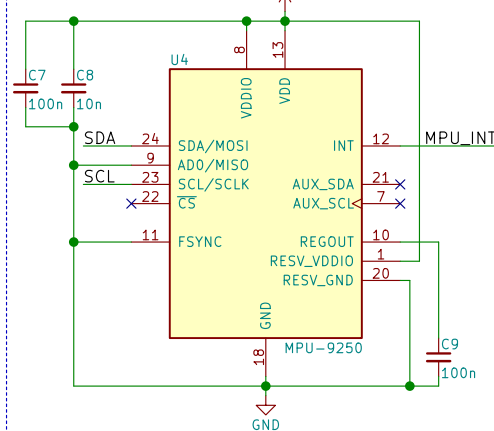 U4
8
13
VDDIO
VDD
C7
100n
C8
10n
SDA
24
SDA/MOSI
INT
12
MPU_INT
9
AD0/MISO
SCL
23
SCL/SCLK
AUX_SDA
21
22
CS
AUX_SCL
7
11
FSYNC
REGOUT
10
RESV_VDDIO
1
RESV_GND
20
GND
18
MPU-9250
C9
100n
GND